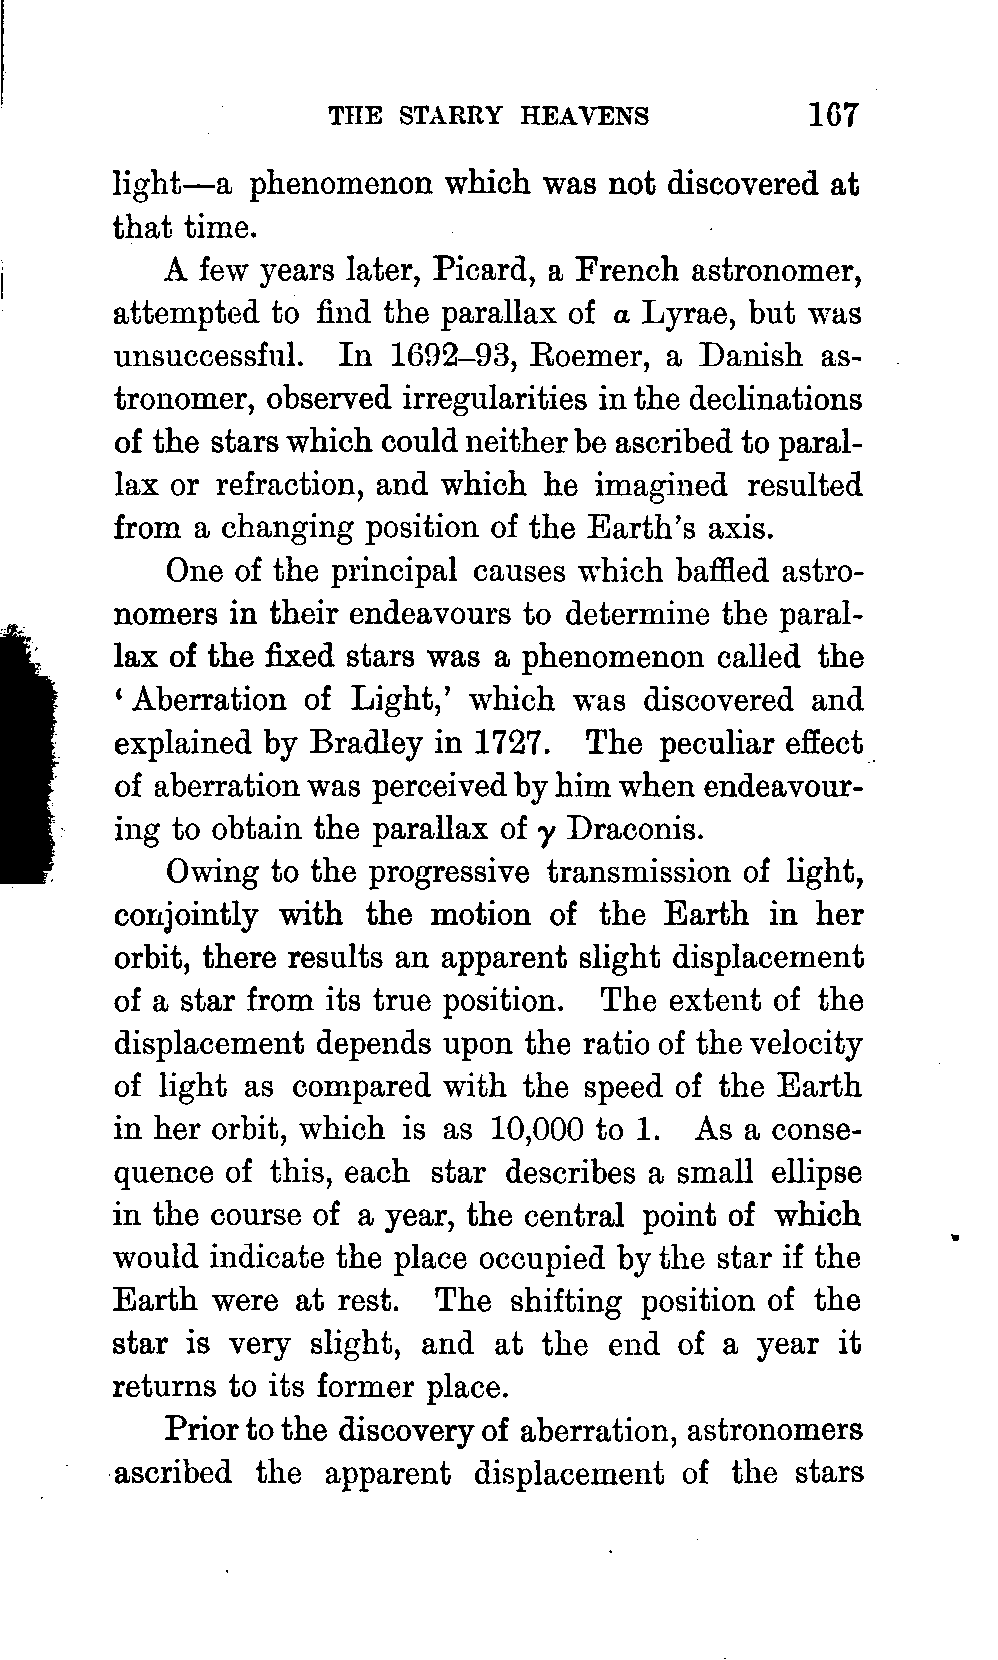 THE STARRY HEAVENS 167
light—a phenomenon which was not discovered at
that time.
A few years later, Picard, a French astronomer,
attempted to find the parallax of α Lyrae, but was
unsuccessful. In 1692–93, Roemer, a Danish as-
tronomer, observed irregularities in the declinations
of the stars which could neither be ascribed to paral-
lax or refraction, and which he imagined resulted
from a changing position of the Earth's axis.
One of the principal causes which baffled astro-
nomers in their endeavours to determine the paral-
lax of the fixed stars was a phenomenon called the
‘ Aberration of Light,’ which was discovered and
explained by Bradley in 1727. The peculiar effect
of aberration was perceived by him when endeavour-
ing to obtain the parallax of γ Draconis.
Owing to the progressive transmission of light,
conjointly with the motion of the Earth in her
orbit, there results an apparent slight displacement
of a star from its true position. The extent of the
displacement depends upon the ratio of the velocity
of light as compared with the speed of the Earth
in her orbit, which is as 10,000 to 1. As a conse-
quence of this, each star describes a small ellipse
in the course of a year, the central point of which
would indicate the place occupied by the star if the
Earth were at rest. The shifting position of the
star is very slight, and at the end of a year it
returns to its former place.
Prior to the discovery of aberration, astronomers
ascribed the apparent displacement of the stars